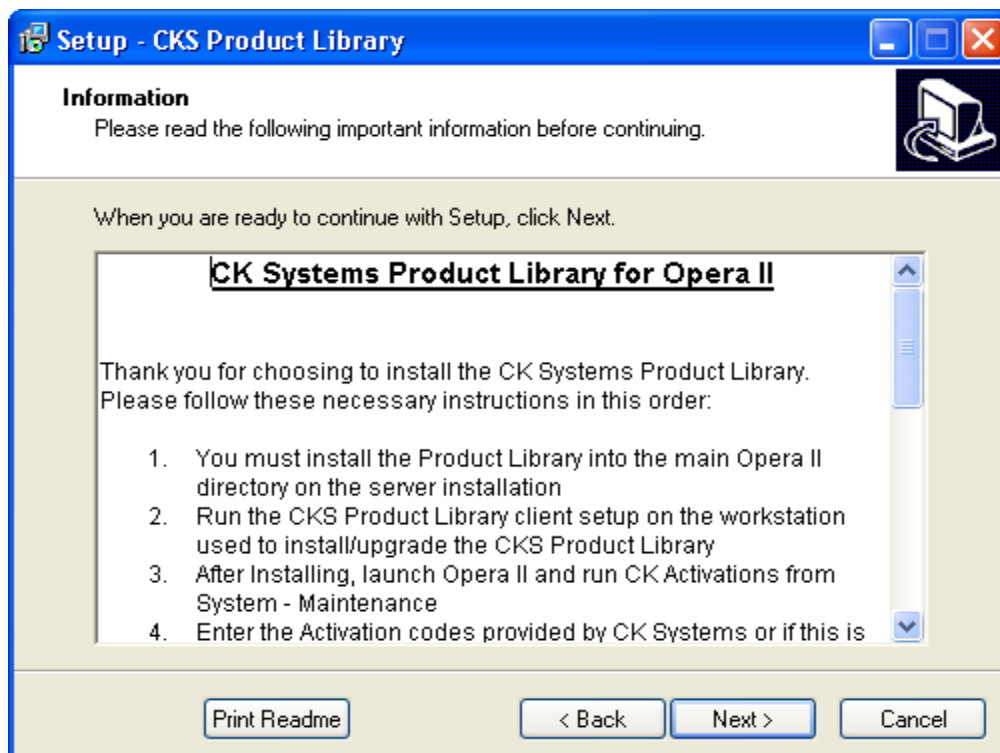 Setup - CKS Product Library
Information
Please read the following important information before continuing.
When you are ready to continue with Setup, click Next.
CK Systems Product Library for Opera II
Thank you for choosing to install the CK Systems Product Library.
Please follow these necessary instructions in this order:
1. You must install the Product Library into the main Opera II
directory on the server installation
2. Run the CKS Product Library client setup on the workstation
used to install/upgrade the CKS Product Library
3. After Installing, launch Opera II and run CK Activations from
System - Maintenance
4. Enter the Activation codes provided by CK Systems or if this is
Print Readme
< Back
Next >
Cancel